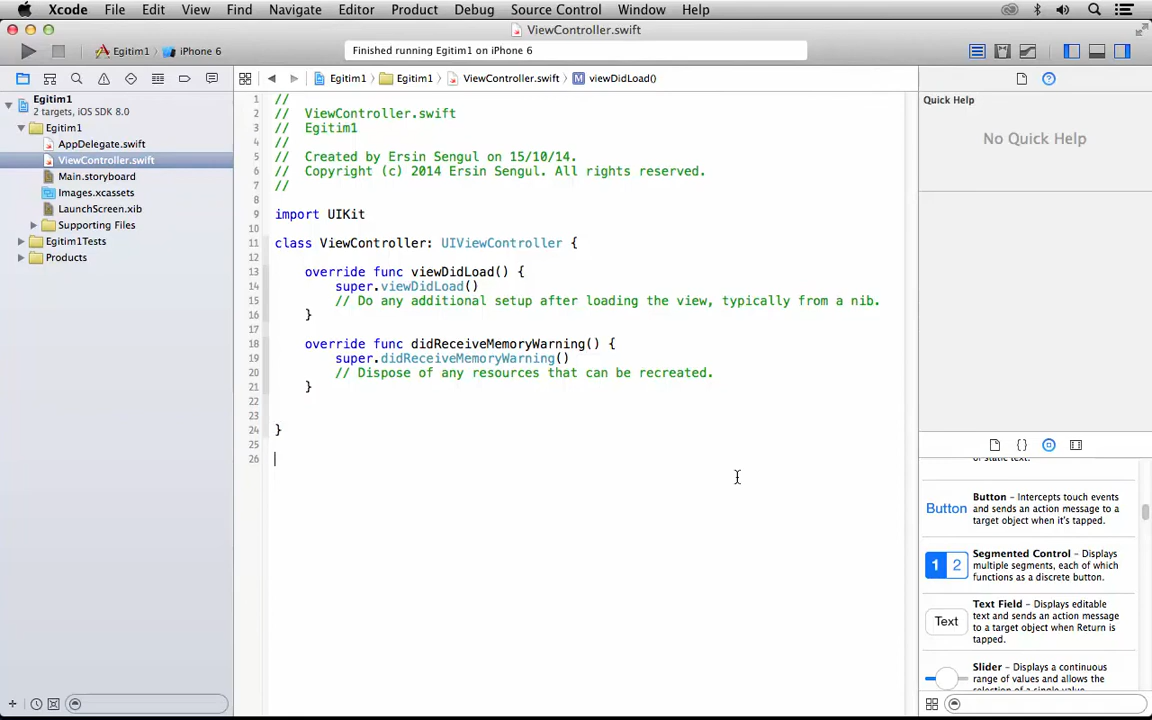 Xcode File Edit View Find Navigate Editor Product Debug Source Control Window Help
ViewController.swift
Egitim1 iPhone 6
Finished running Egitim1 on iPhone 6
Egitim1 Egitim1 ViewController.swift M viewDidLoad()
Egitim1
2 targets, iOS SDK 8.0
Egitim1
AppDelegate.swift
ViewController.swift
Main.storyboard
Images.xcassets
LaunchScreen.xib
Supporting Files
Egitim1Tests
Products
1 //
2 // ViewController.swift
3 // Egitim1
4 //
5 // Created by Ersin Sengul on 15/10/14.
6 // Copyright (c) 2014 Ersin Sengul. All rights reserved.
7 //
8
9 import UIKit
10
11 class ViewController: UIViewController {
12
13 override func viewDidLoad() {
14 super.viewDidLoad()
15 // Do any additional setup after loading the view, typically from a nib.
16 }
17
18 override func didReceiveMemoryWarning() {
19 super.didReceiveMemoryWarning()
20 // Dispose of any resources that can be recreated.
21 }
22
23
24 }
25
26
Quick Help
No Quick Help
{}
of static text.
Button
Button – Intercepts touch events
and sends an action message to a
target object when it's tapped.
1 2
Segmented Control – Displays
multiple segments, each of which
functions as a discrete button.
Text
Text Field – Displays editable
text and sends an action message
to a target object when Return is
tapped.
Slider – Displays a continuous
range of values and allows the
selection of a single value